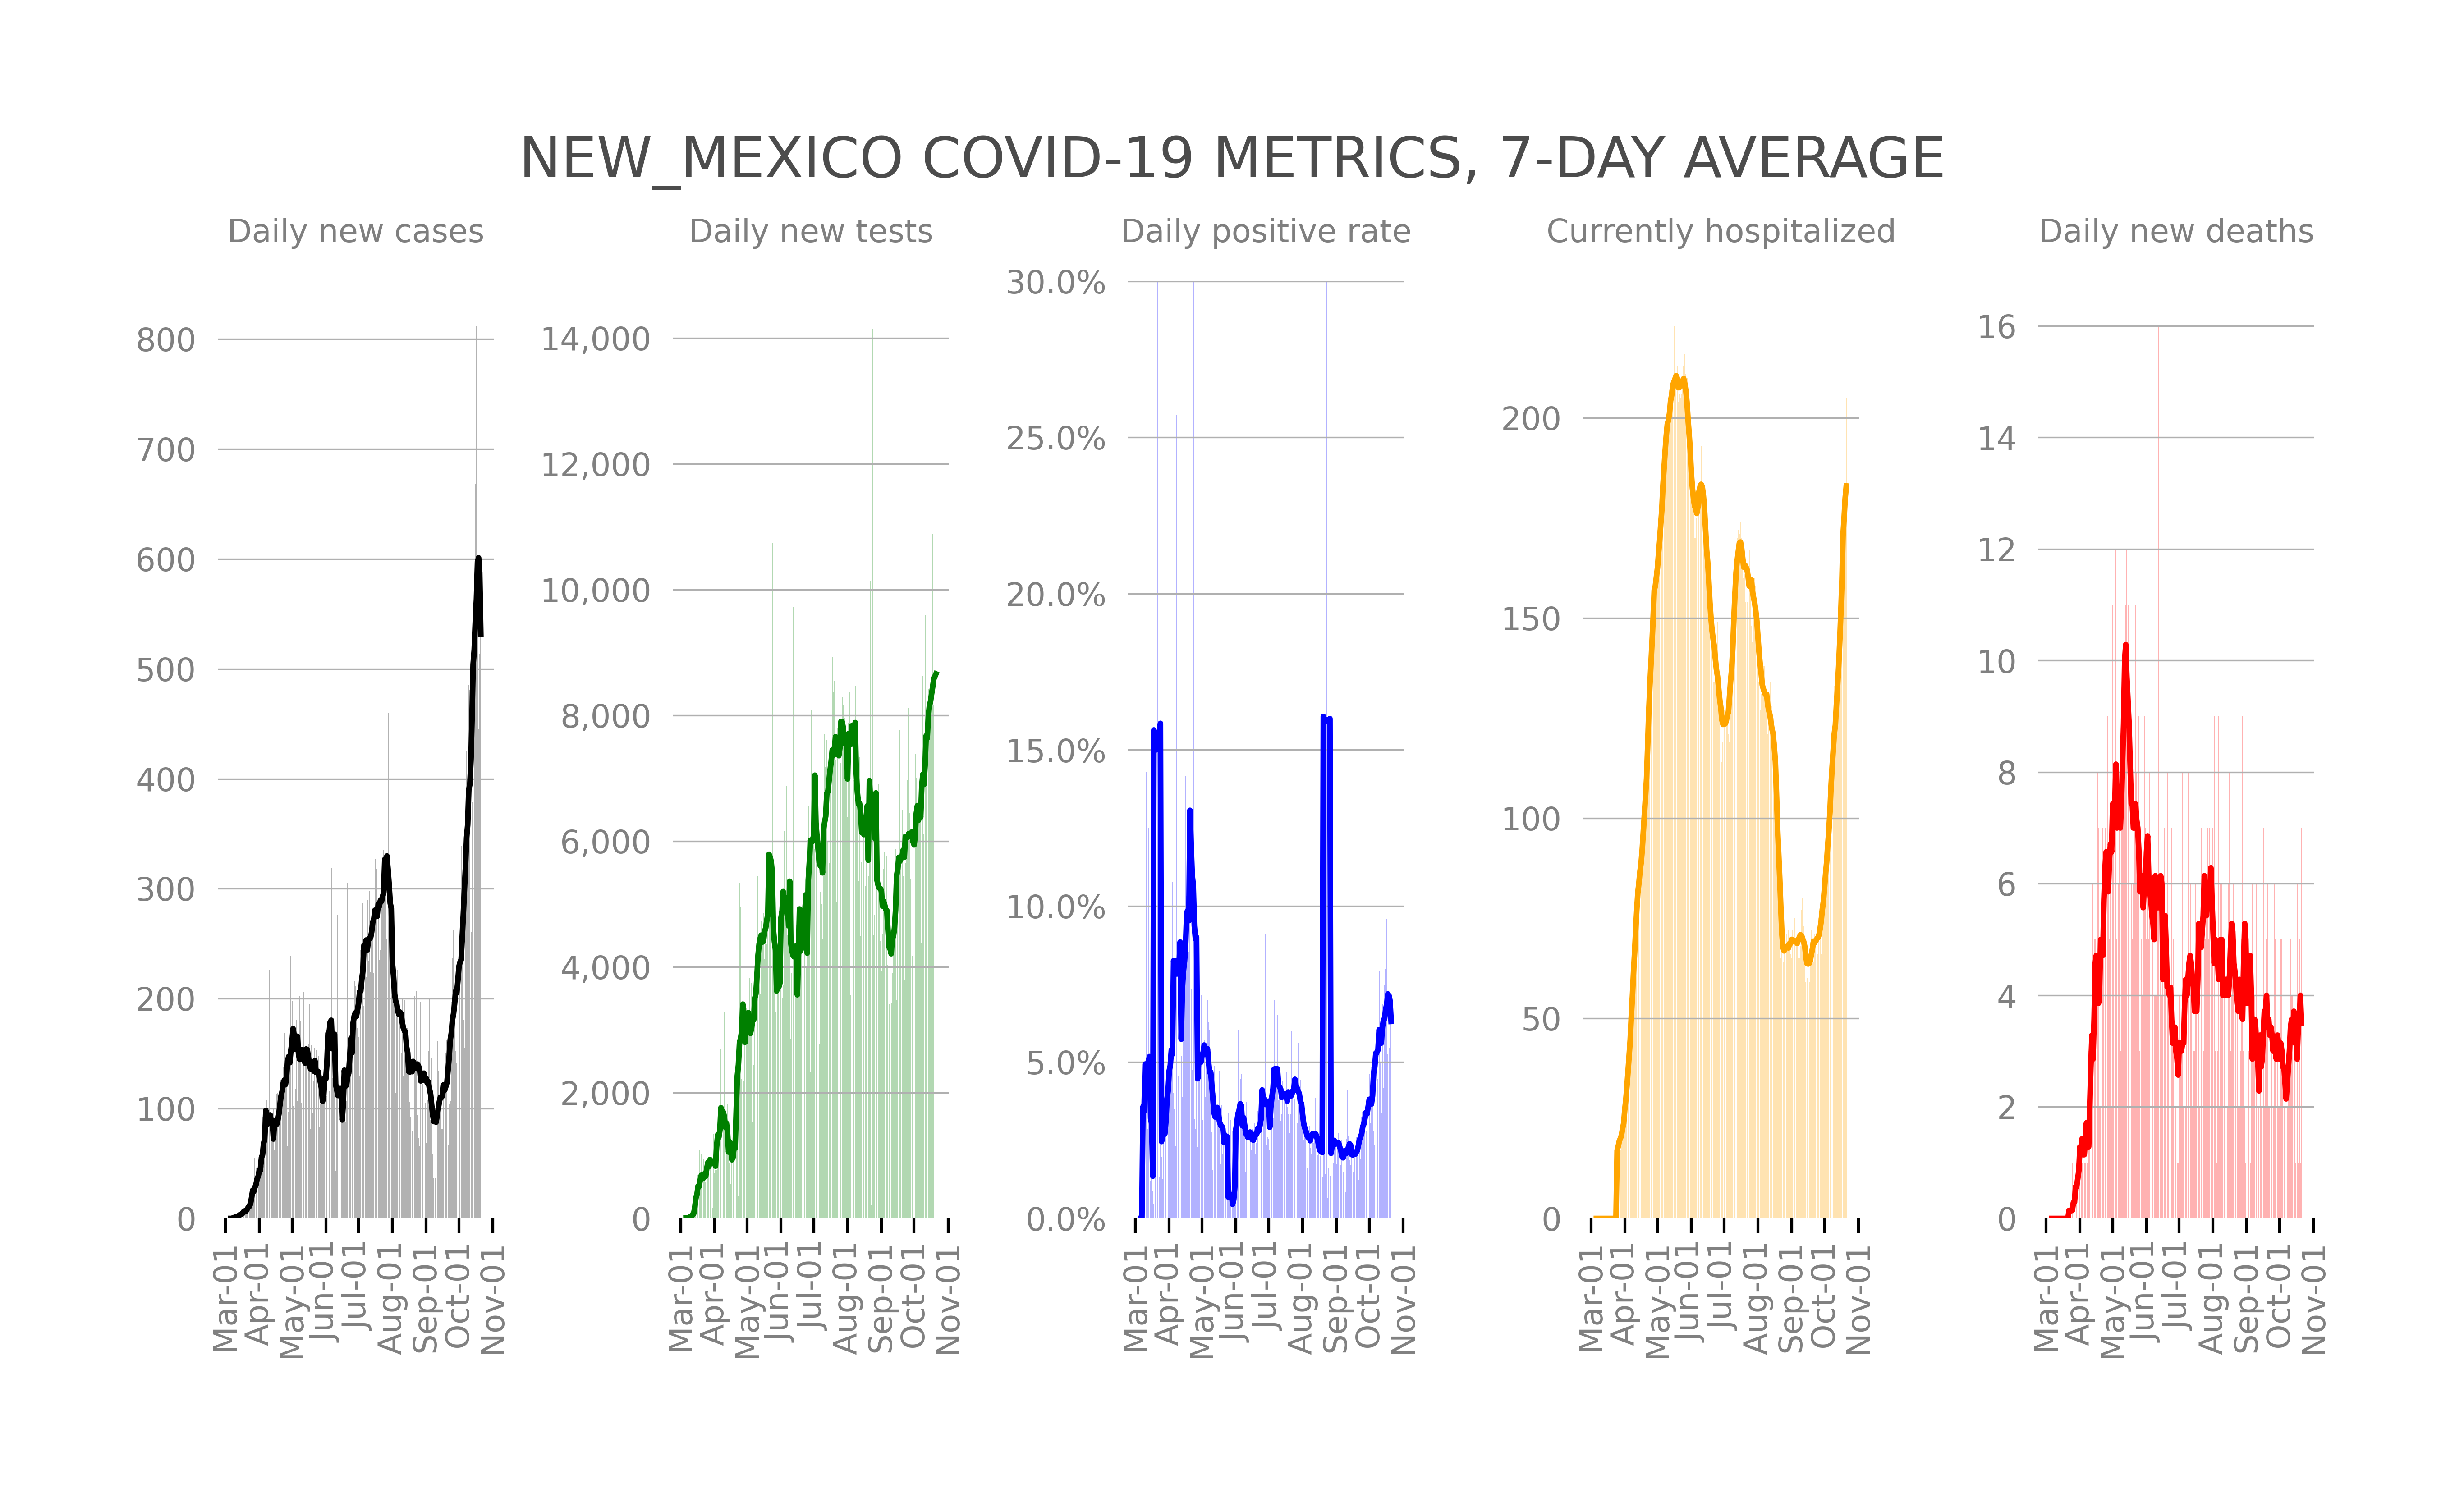 NEW_MEXICO COVID-19 METRICS, 7-DAY AVERAGE
Daily new cases
800
700
600
500
400
300
200
100
0
Mar-01
Apr-01
May-01
Jun-01
Jul-01
Aug-01
Sep-01
Oct-01
Nov-01
Daily new tests
14,000
12,000
10,000
8,000
6,000
4,000
2,000
0
Mar-01
Apr-01
May-01
Jun-01
Jul-01
Aug-01
Sep-01
Oct-01
Nov-01
Daily positive rate
30.0%
25.0%
20.0%
15.0%
10.0%
5.0%
0.0%
Mar-01
Apr-01
May-01
Jun-01
Jul-01
Aug-01
Sep-01
Oct-01
Nov-01
Currently hospitalized
200
150
100
50
0
Mar-01
Apr-01
May-01
Jun-01
Jul-01
Aug-01
Sep-01
Oct-01
Nov-01
Daily new deaths
16
14
12
10
8
6
4
2
0
Mar-01
Apr-01
May-01
Jun-01
Jul-01
Aug-01
Sep-01
Oct-01
Nov-01